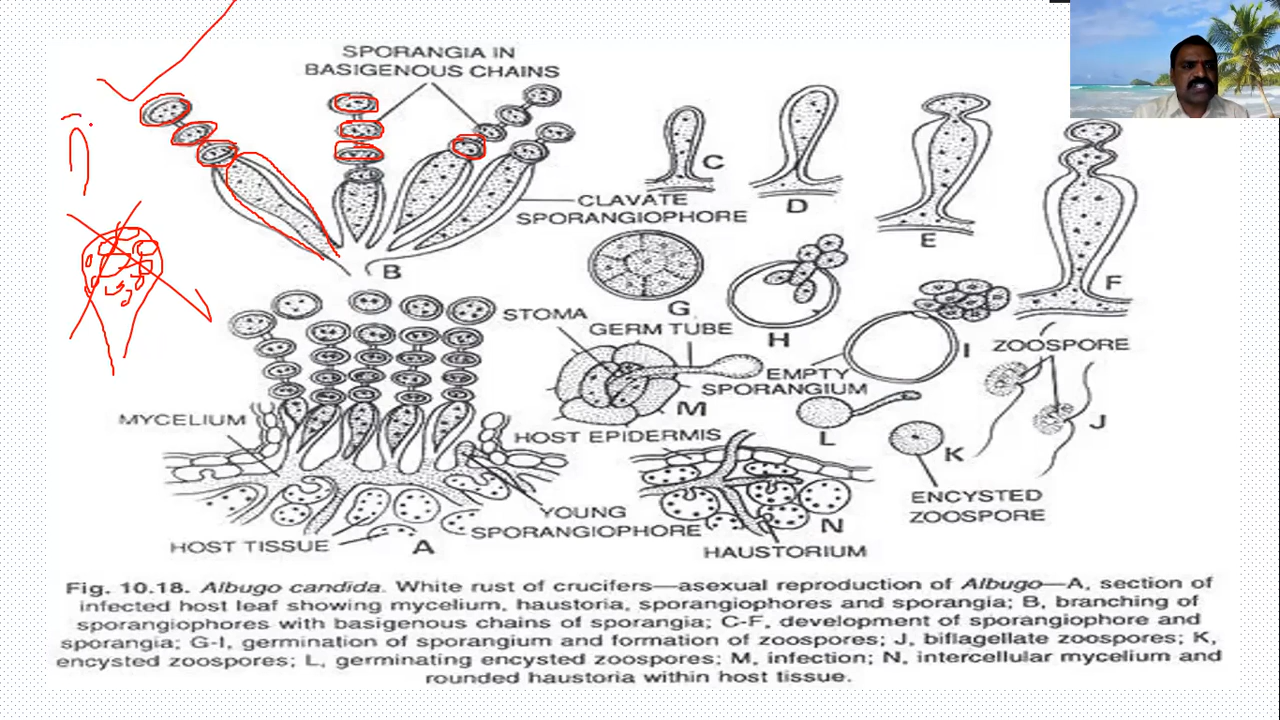 SPORANGIA IN
BASIGENOUS CHAINS
CLAVATE
SPORANGIOPHORE
B
C
D
E
F
G
H
I
ZOOSPORE
STOMA
GERM TUBE
EMPTY
SPORANGIUM
M
L
J
K
MYCELIUM
HOST EPIDERMIS
ENCYSTED
ZOOSPORE
YOUNG
SPORANGIOPHORE
N
HOST TISSUE
A
HAUSTORIUM
Fig. 10.18. Albugo candida. White rust of crucifers—asexual reproduction of Albugo—A, section of
infected host leaf showing mycelium, haustoria, sporangiophores and sporangia; B, branching of
sporangiophores with basigenous chains of sporangia; C-F, development of sporangiophore and
sporangia; G-I, germination of sporangium and formation of zoospores; J, biflagellate zoospores; K,
encysted zoospores; L, germinating encysted zoospores; M, infection; N, intercellular mycelium and
rounded haustoria within host tissue.